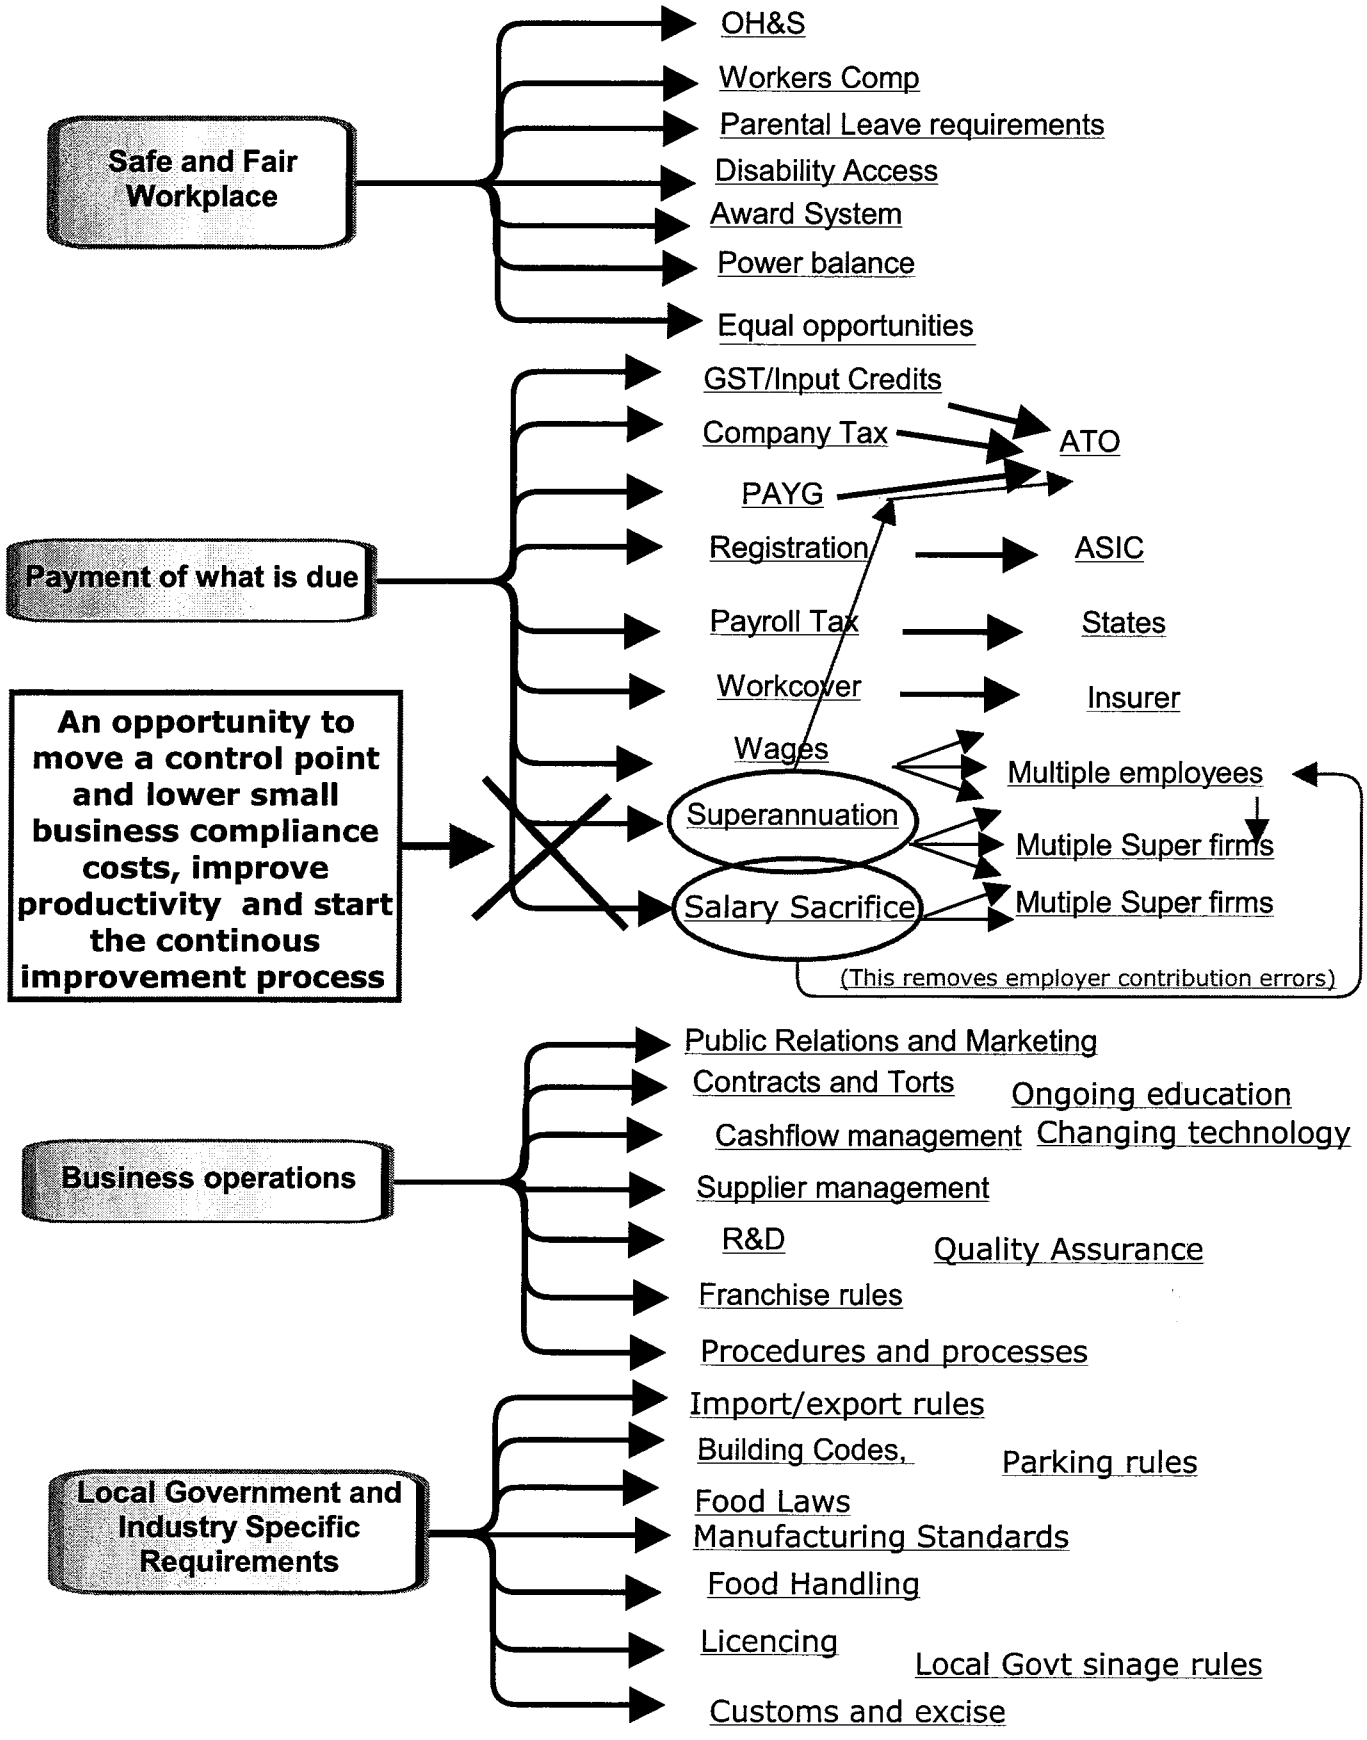 OH&S
Workers Comp
Parental Leave requirements
Safe and Fair
Workplace
Disability Access
Award System
Power balance
Equal opportunities
GST/Input Credits
Company Tax
ATO
PAYG
Registration
ASIC
Payment of what is due
Payroll Tax
States
Workcover
Insurer
An opportunity to
move a control point
and lower small
business compliance
costs, improve
productivity and start
the continous
improvement process
Wages
Multiple employees
Superannuation
Mutiple Super firms
Salary Sacrifice
Mutiple Super firms
(This removes employer contribution errors)
Public Relations and Marketing
Contracts and Torts
Ongoing education
Cashflow management
Changing technology
Business operations
Supplier management
R&D
Quality Assurance
Franchise rules
Procedures and processes
Import/export rules
Building Codes,
Parking rules
Local Government and
Industry Specific
Requirements
Food Laws
Manufacturing Standards
Food Handling
Licencing
Local Govt sinage rules
Customs and excise